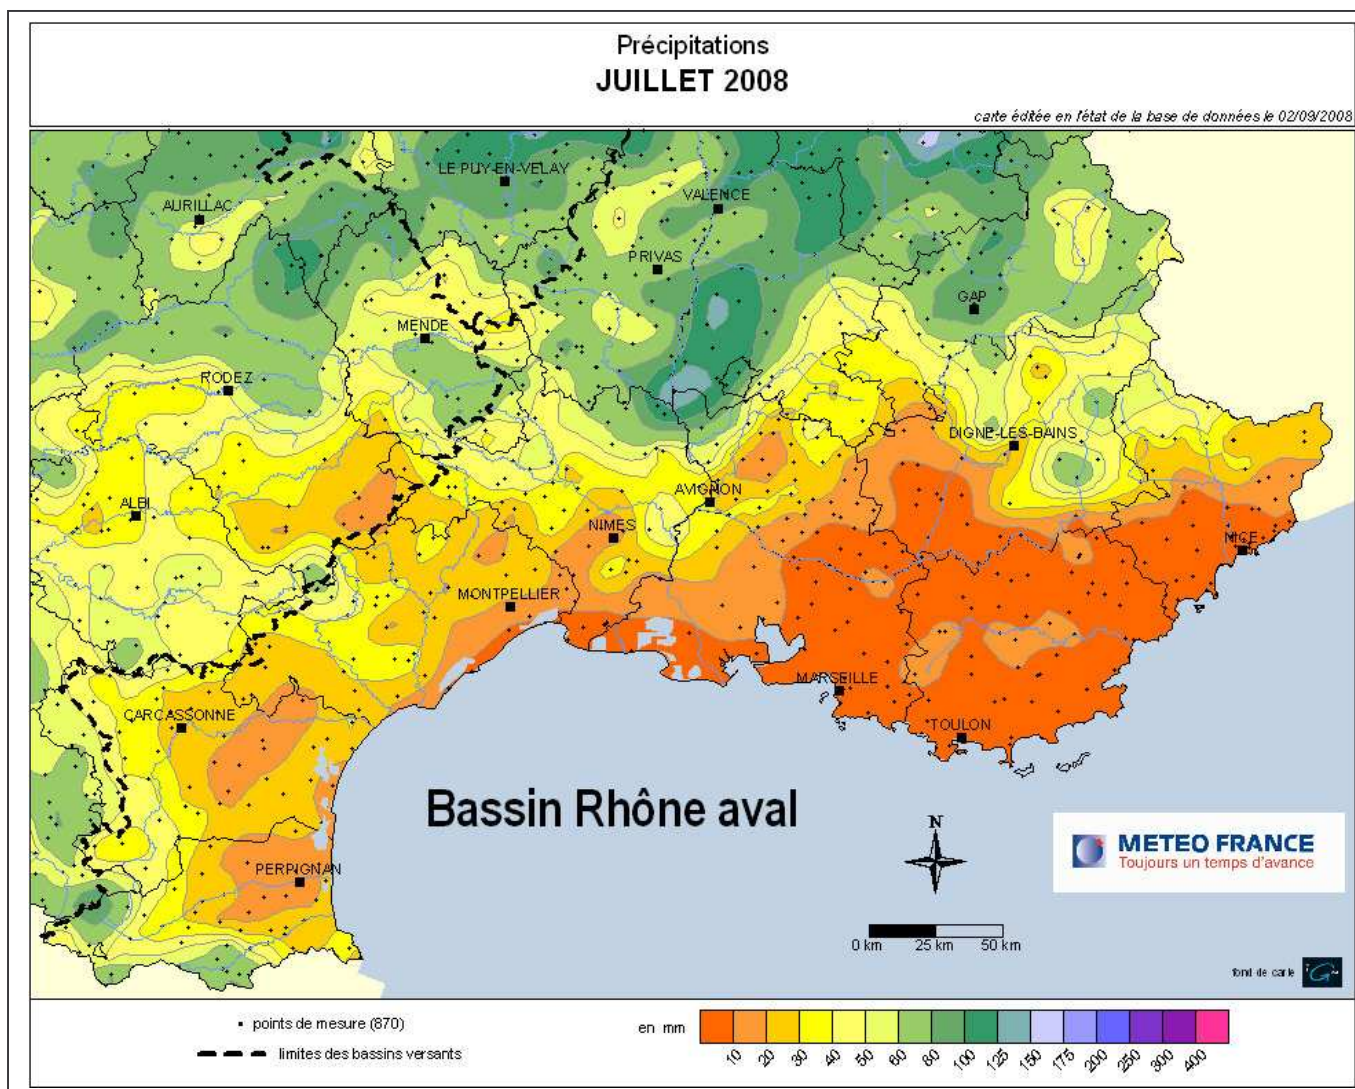 Précipitations
JUILLET 2008
carte éditée en l'état de la base de données le 02/09/2008
LE PUY-EN-VELAY
AURILLAC
VALENCE
PRIVAS
GAP
MENDE
RODEZ
DIGNE-LES-BAINS
ALBI
AVIGNON
NIMES
NICE
MONTPELLIER
MARSEILLE
CARCASSONNE
TOULON
Bassin Rhône aval
N
METEO FRANCE
Toujours un temps d'avance
PERPIGNAN
0 km 25 km 50 km
fond de carte
points de mesure (870)
en mm
limites des bassins versants
10 20 30 40 50 60 80 100 125 150 175 200 250 300 400